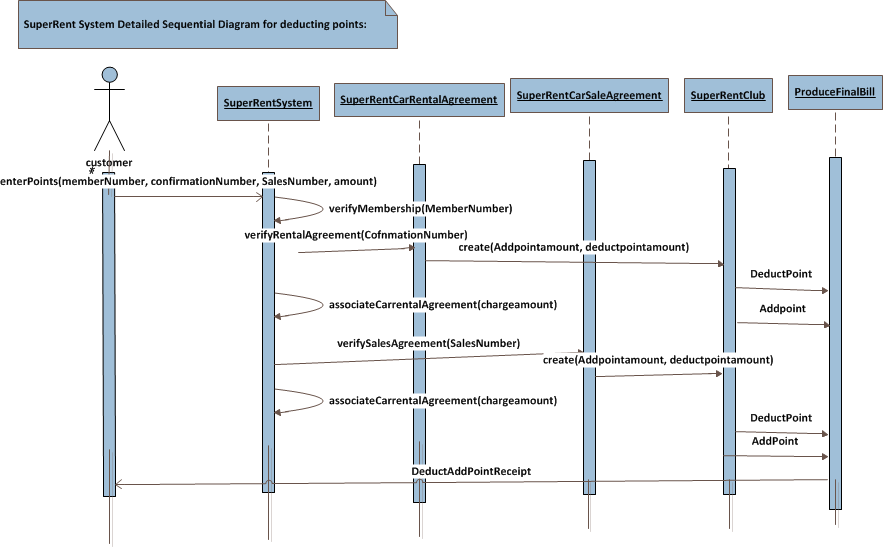 SuperRent System Detailed Sequential Diagram for deducting points:
SuperRentSystem
SuperRentCarRentalAgreement
SuperRentCarSaleAgreement
SuperRentClub
ProduceFinalBill
customer
enterPoints(memberNumber, confirmationNumber, SalesNumber, amount)
verifyMembership(MemberNumber)
verifyRentalAgreement(CofnmationNumber)
create(Addpointamount, deductpointamount)
DeductPoint
associateCarrentalAgreement(chargeamount)
Addpoint
verifySalesAgreement(SalesNumber)
create(Addpointamount, deductpointamount)
associateCarrentalAgreement(chargeamount)
DeductPoint
AddPoint
DeductAddPointReceipt